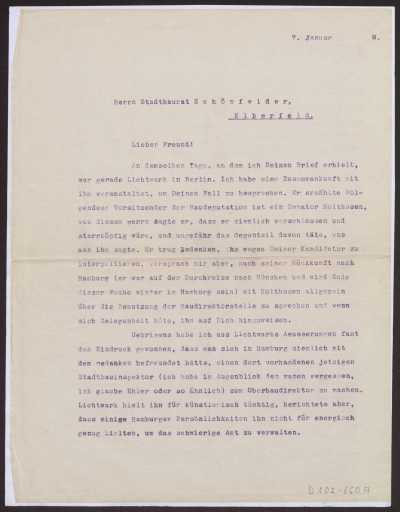 7. Januar 8.
Herrn Stadtbaurat S c h ö n f e l d e r ,
E l b e r f e l d.
Lieber Freund!
An demselben Tage, an dem ich Deinen Brief erhielt,
war gerade Lichtwark in Berlin. Ich habe eine Zusammenkunft mit
ihm veranstaltet, um Deinen Fall zu besprechen. Er erzählte Fol-
gendes: Vorsitzender der Baudeputation ist ein Senator Holthusen,
von diesem Herrn sagte er, dass er ziemlich verschlossen und
sterrköpfig wäre, und ungefähr das Gegenteil davon täte, was
man ihm sagte. Er trug Bedenken, ihn wegen Deiner Kandidatur zu
interpellieren, versprach mir aber, nach seiner Rückkunft nach
Hamburg (er war auf der Durchreise nach München und wird Ende
dieser Woche wieder in Hamburg sein) mit Holthusen allgemein
über die Besetzung der Baudirektorstelle zu sprechen und wenn
sich Gelegenheit böte, ihn auf Dich hinzuweisen.
Uebrigens habe ich aus Lichtwarks Aeusserungen fast
den Eindruck gewonnen, dass man sich in Hamburg ziemlich mit
dem Gedanken befreundet hätte, einen dort vorhandenen jetzigen
Stadtbauinspektor (ich habe im Augenblick den Namen vergessen,
ich glaube Ehler oder so ähnlich) zum Oberbaudirektor zu machen.
Lichtwark hielt ihn für künstlerisch tüchtig, berichtete aber,
dass einige Hamburger Persönlichkeiten ihn nicht für energisch
genug hielten, um das schwierige Amt zu verwalten.
D 102-660A